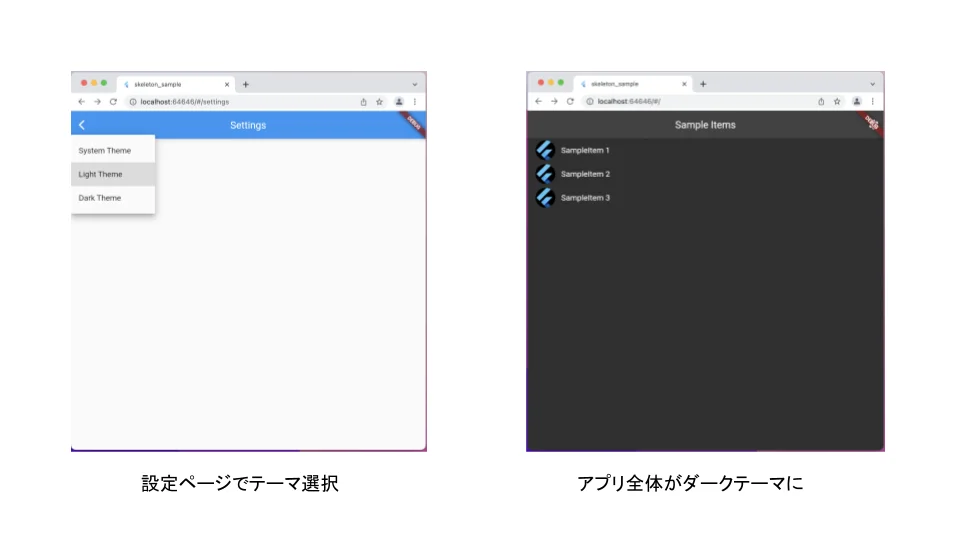 skeleton_sample
localhost:64646/#/settings
Settings
DEBUG
System Theme
Light Theme
Dark Theme
設定ページでテーマ選択
skeleton_sample
localhost:64646/#/
Sample Items
SampleItem 1
SampleItem 2
SampleItem 3
アプリ全体がダークテーマに